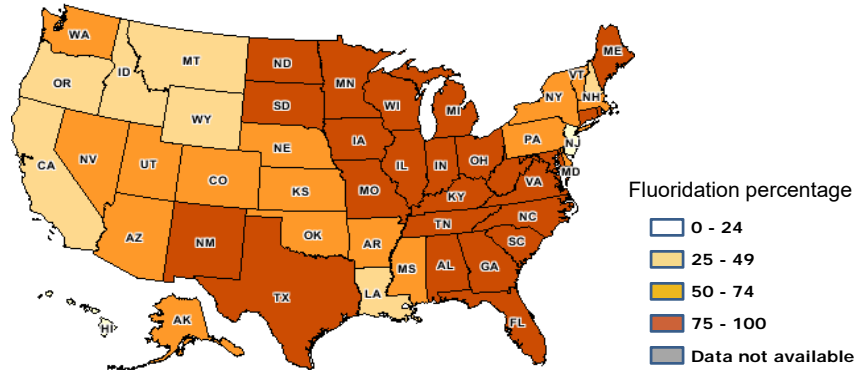 WA
ME
MT
ND
VT
MN
OR
ID
NH
WI
NY
SD
MI
WY
PA
IA
NJ
NE
NV
OH
IL
IN
MD
UT
CA
CO
VA
KS
MO
KY
NC
TN
OK
AZ
AR
NM
SC
MS
AL
GA
TX
LA
FL
AK
HI
Fluoridation percentage
0 - 24
25 - 49
50 - 74
75 - 100
Data not available